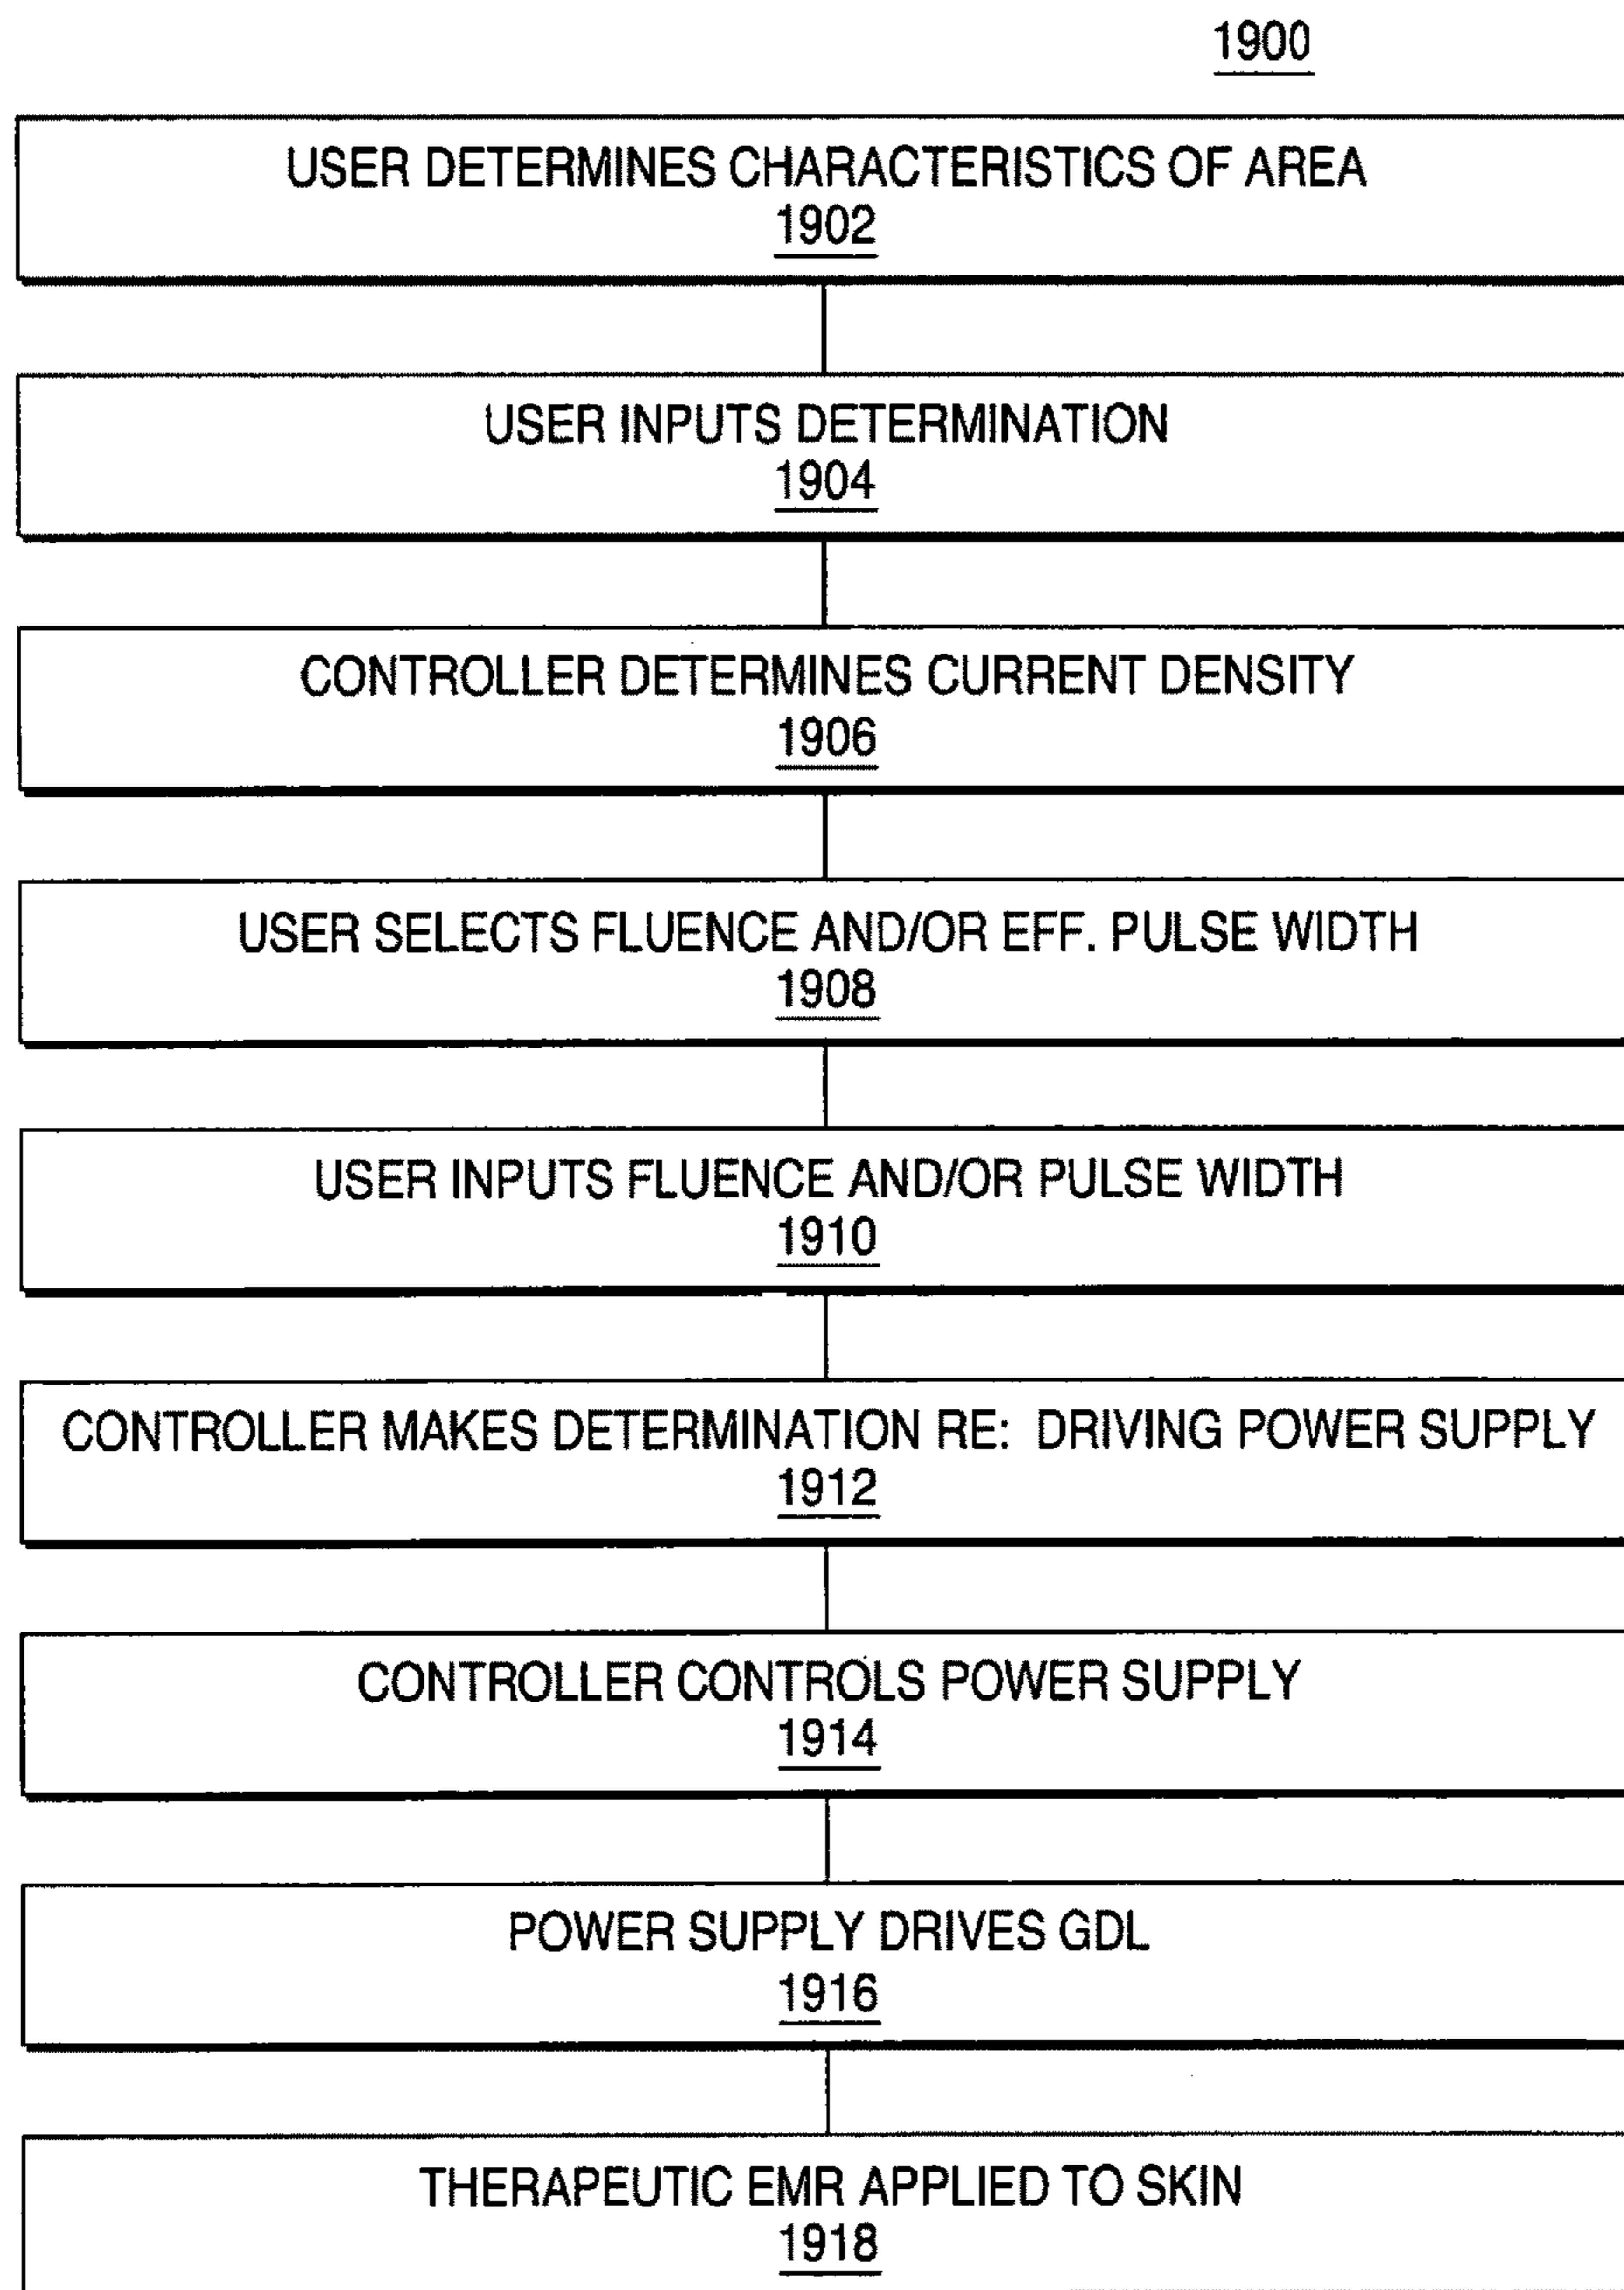 1900
USER DETERMINES CHARACTERISTICS OF AREA
1902
USER INPUTS DETERMINATION
1904
CONTROLLER DETERMINES CURRENT DENSITY
1906
USER SELECTS FLUENCE AND/OR EFF. PULSE WIDTH
1908
USER INPUTS FLUENCE AND/OR PULSE WIDTH
1910
CONTROLLER MAKES DETERMINATION RE: DRIVING POWER SUPPLY
1912
CONTROLLER CONTROLS POWER SUPPLY
1914
POWER SUPPLY DRIVES GDL
1916
THERAPEUTIC EMR APPLIED TO SKIN
1918